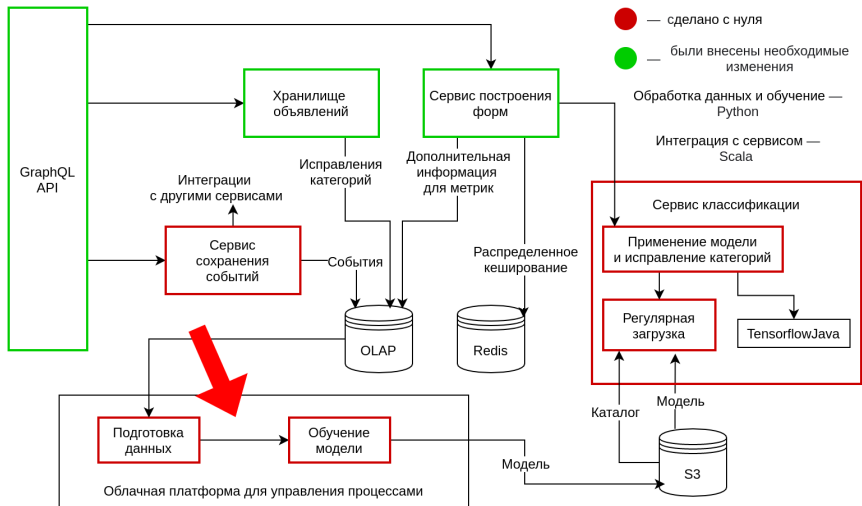 — сделано с нуля
— были внесены необходимые
изменения
Обработка данных и обучение —
Python
Интеграция с сервисом —
Scala
GraphQL
API
Хранилище
объявлений
Сервис построения
форм
Исправления
категорий
Дополнительная
информация
для метрик
Интеграции
с другими сервисами
Сервис
сохранения
событий
События
Распределенное
кеширование
OLAP
Redis
Сервис классификации
Применение модели
и исправление категорий
Регулярная
загрузка
TensorflowJava
Каталог
Модель
S3
Подготовка
данных
Обучение
модели
Модель
Облачная платформа для управления процессами